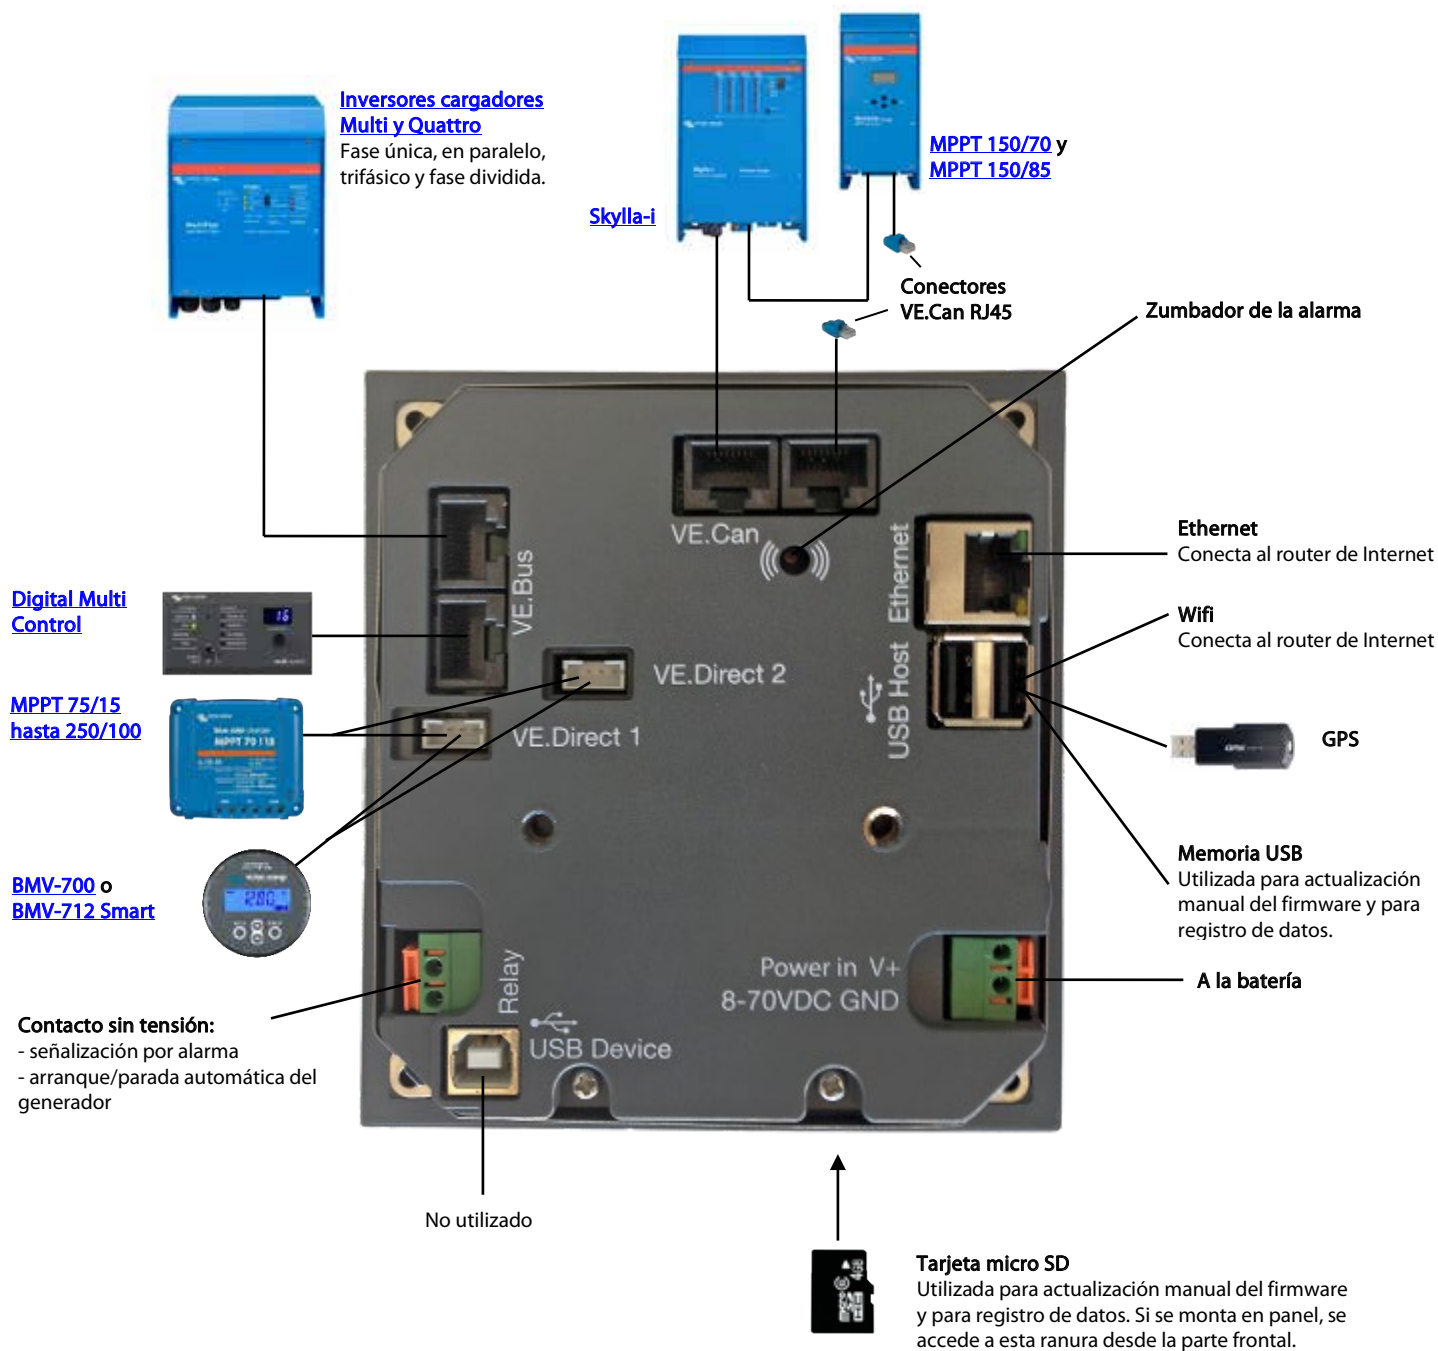 Inversores cargadores
Multi y Quattro
Fase única, en paralelo,
trifásico y fase dividida.
MPPT 150/70 y
MPPT 150/85
Skylla-i
Conectores
VE.Can RJ45
Zumbador de la alarma
VE.Can
VE.Bus
Ethernet
Ethernet
Conecta al router de Internet
Digital Multi
Control
16
Wifi
Conecta al router de Internet
USB Host
VE.Direct 2
MPPT 75/15
hasta 250/100
MPPT 70 | 15
VE.Direct 1
GPS
BMV-700 o
BMV-712 Smart
Memoria USB
Utilizada para actualización
manual del firmware y para
registro de datos.
Relay
Power in V+
8-70VDC GND
A la batería
Contacto sin tensión:
- señalización por alarma
- arranque/parada automática del
generador
USB Device
No utilizado
4GB
Tarjeta micro SD
Utilizada para actualización manual del firmware
y para registro de datos. Si se monta en panel, se
accede a esta ranura desde la parte frontal.